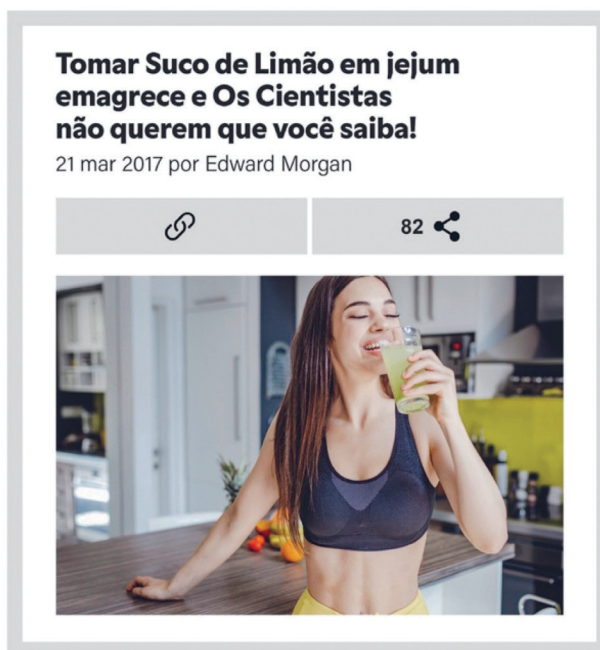 Tomar Suco de Limão em jejum
emagrece e Os Cientistas
não querem que você saiba!
21 mar 2017 por Edward Morgan
82